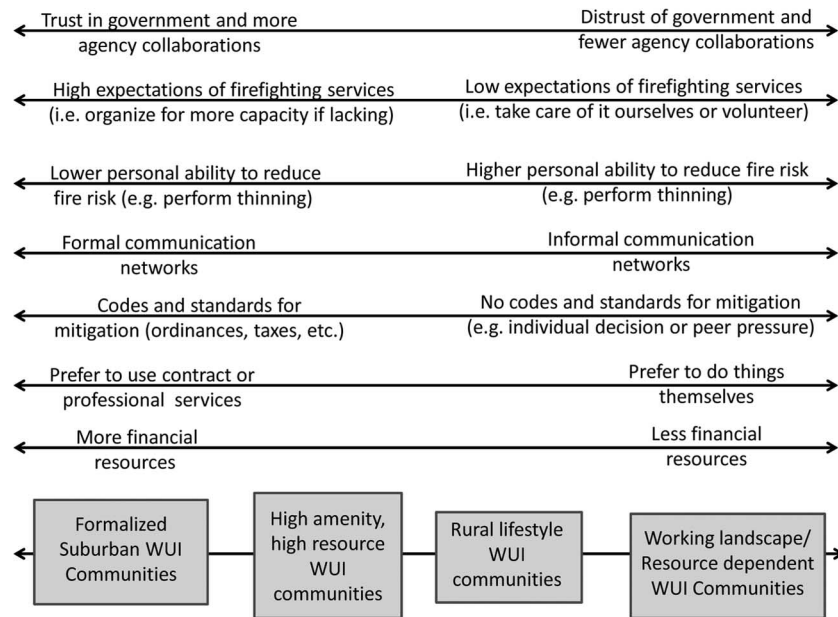 Trust in government and more
agency collaborations
Distrust of government and
fewer agency collaborations
High expectations of firefighting services
(i.e. organize for more capacity if lacking)
Low expectations of firefighting services
(i.e. take care of it ourselves or volunteer)
Lower personal ability to reduce
fire risk (e.g. perform thinning)
Higher personal ability to reduce fire risk
(e.g. perform thinning)
Formal communication
networks
Informal communication
networks
Codes and standards for
mitigation (ordinances, taxes, etc.)
No codes and standards for mitigation
(e.g. individual decision or peer pressure)
Prefer to use contract or
professional services
Prefer to do things
themselves
More financial
resources
Less financial
resources
Formalized
Suburban WUI
Communities
High amenity,
high resource
WUI
communities
Rural lifestyle
WUI
communities
Working landscape/
Resource dependent
WUI Communities